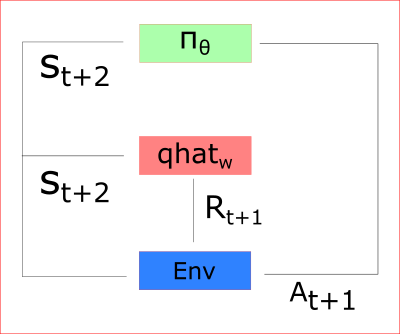 πθ
St+2
qhatw
St+2
Rt+1
Env
At+1